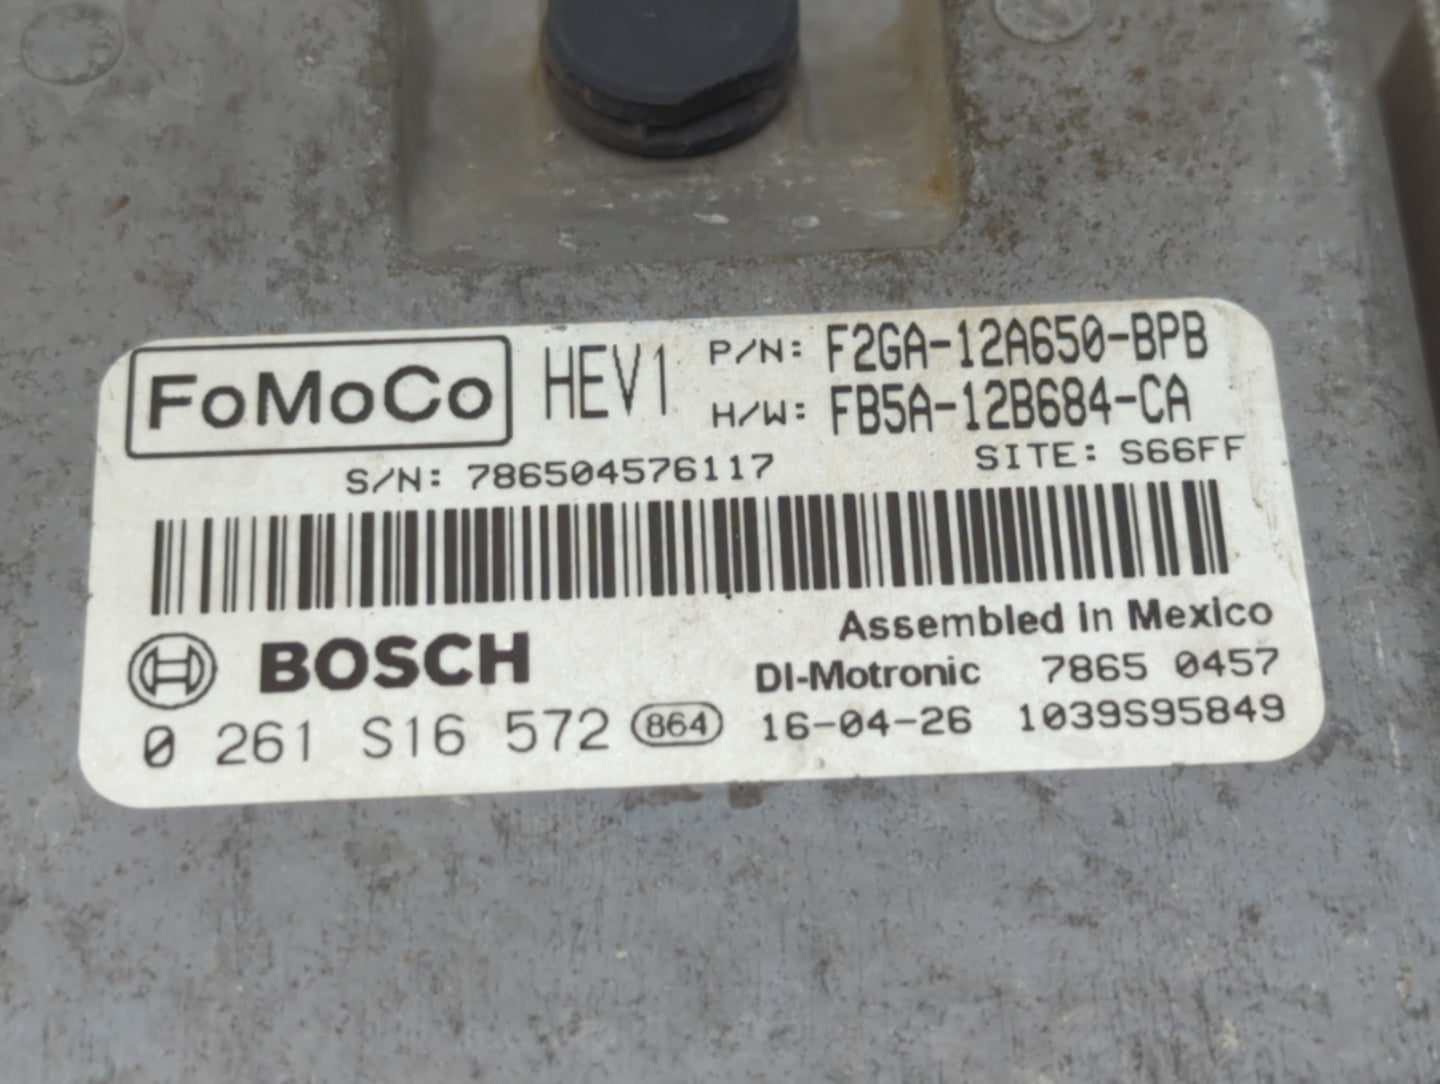 FoMoCo HEV1 P/N: F2GA-12A650-BPB
H/W: FB5A-12B684-CA
S/N: 786504576117 SITE: S66FF
Assembled in Mexico
BOSCH DI-Motronic 7865 0457
0 261 S16 572 864 16-04-26 1039S95849